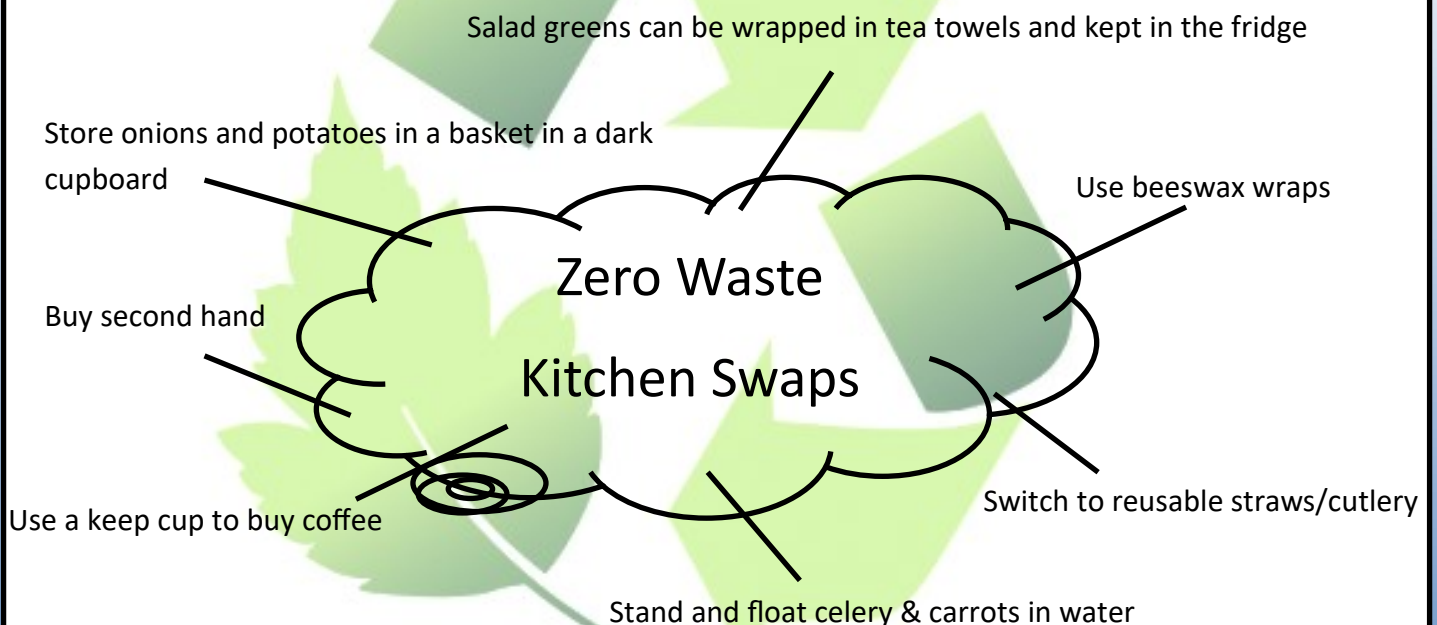 Salad greens can be wrapped in tea towels and kept in the fridge
Store onions and potatoes in a basket in a dark
cupboard
Use beeswax wraps
Zero Waste
Kitchen Swaps
Buy second hand
Switch to reusable straws/cutlery
Use a keep cup to buy coffee
Stand and float celery & carrots in water